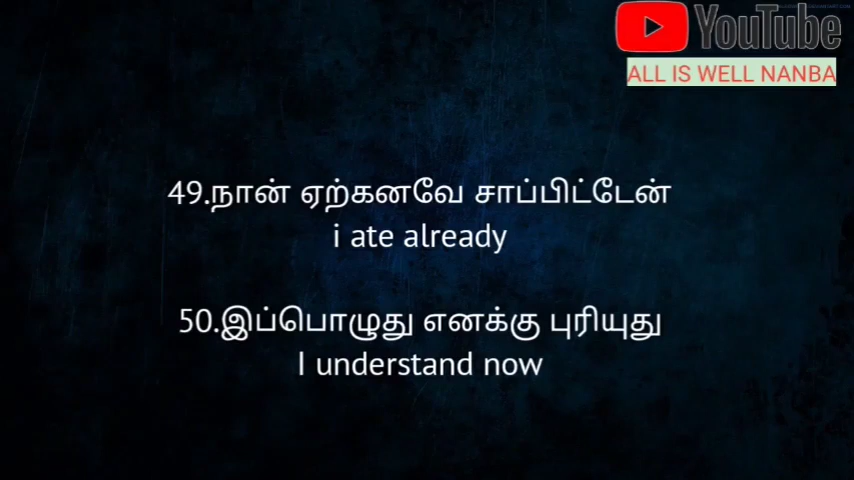 YouTube
ALL IS WELL NANBA
49.நான் ஏற்கனவே சாப்பிட்டேன்
i ate already
50.இப்பொழுது எனக்கு புரியுது
I understand now